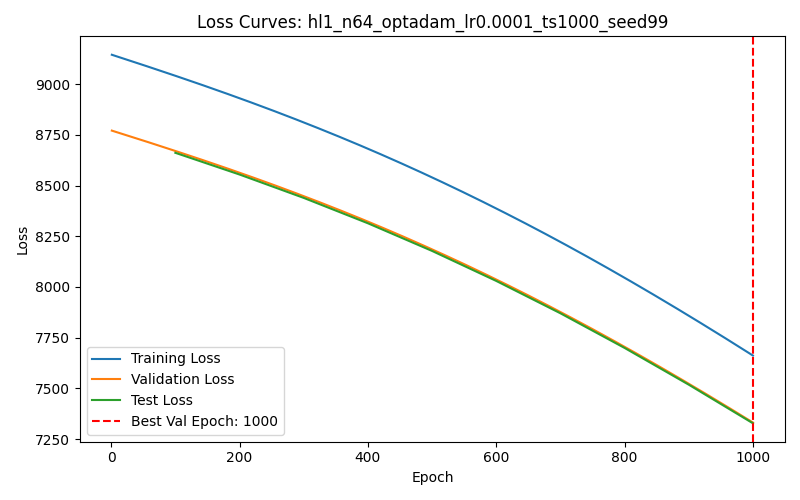 Loss Curves: hl1_n64_optadam_lr0.0001_ts1000_seed99
Loss
9000
8750
8500
8250
8000
7750
7500
7250
Training Loss
Validation Loss
Test Loss
Best Val Epoch: 1000
0
200
400
600
800
1000
Epoch